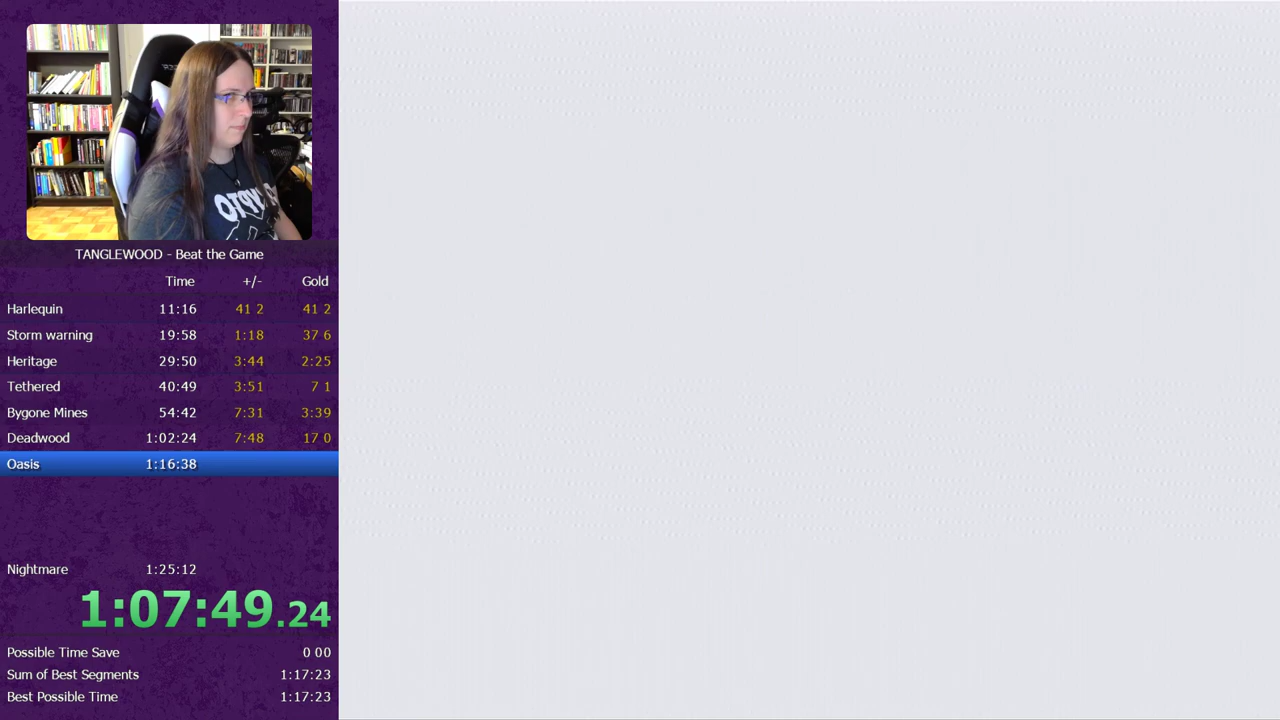 TANGLEWOOD - Beat the Game
Time +/- Gold
Harlequin 11:16 41 2 41 2
Storm warning 19:58 1:18 37 6
Heritage 29:50 3:44 2:25
Tethered 40:49 3:51 7 1
Bygone Mines 54:42 7:31 3:39
Deadwood 1:02:24 7:48 17 0
Oasis 1:16:38
Nightmare 1:25:12
1:07:49.24
Possible Time Save 0 00
Sum of Best Segments 1:17:23
Best Possible Time 1:17:23